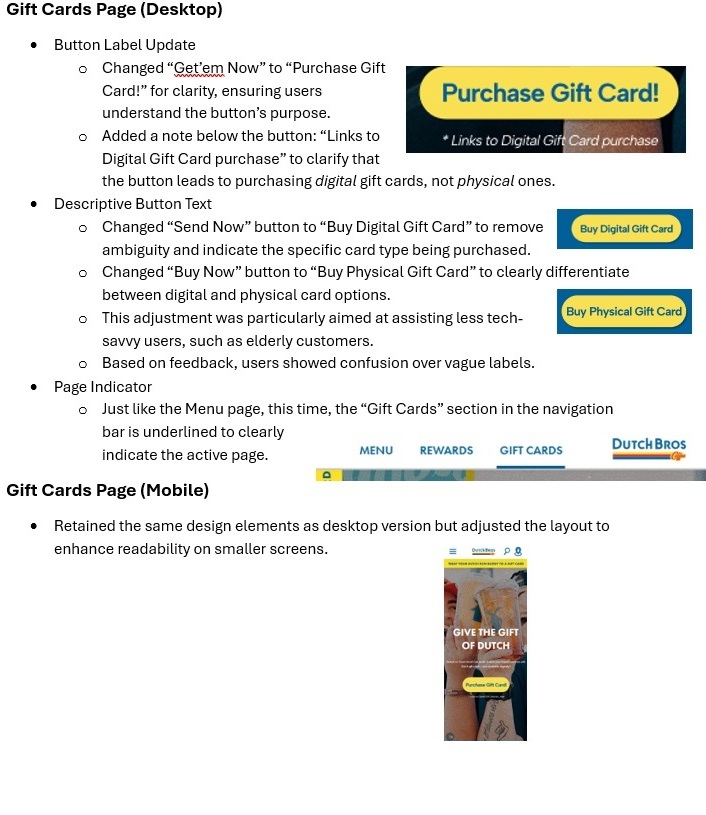 Gift Cards Page (Desktop)
• Button Label Update
o Changed “Get’em Now” to “Purchase Gift
Card!” for clarity, ensuring users
understand the button’s purpose.
Purchase Gift Card!
* Links to Digital Gift Card purchase
o Added a note below the button: “Links to
Digital Gift Card purchase” to clarify that
the button leads to purchasing digital gift cards, not physical ones.
• Descriptive Button Text
o Changed “Send Now” button to “Buy Digital Gift Card” to remove
ambiguity and indicate the specific card type being purchased.
Buy Digital Gift Card
o Changed “Buy Now” button to “Buy Physical Gift Card” to clearly differentiate
between digital and physical card options.
Buy Physical Gift Card
o This adjustment was particularly aimed at assisting less tech-
savvy users, such as elderly customers.
o Based on feedback, users showed confusion over vague labels.
• Page Indicator
o Just like the Menu page, this time, the “Gift Cards” section in the navigation
bar is underlined to clearly
indicate the active page.
MENU REWARDS GIFT CARDS DUTCH BROS
Gift Cards Page (Mobile)
• Retained the same design elements as desktop version but adjusted the layout to
enhance readability on smaller screens.
Dutch Bros
GIVE THE GIFT
OF DUTCH
Purchase Gift Card!